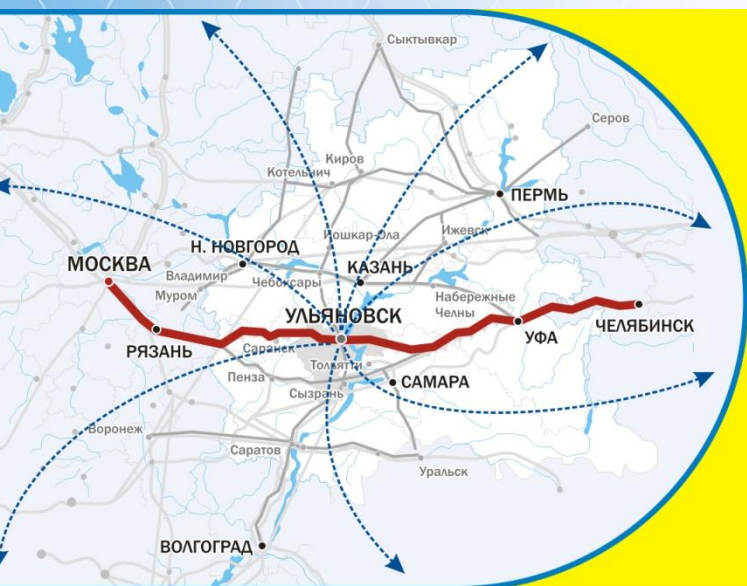 Сыктывкар
Серов
Киров
Котельнич
ПЕРМЬ
Йошкар-Ола
Ижевск
Н. НОВГОРОД
МОСКВА
Владимир
Чебоксары
КАЗАНЬ
Муром
Набережные
Челны
УЛЬЯНОВСК
РЯЗАНЬ
Саранск
УФА
ЧЕЛЯБИНСК
Тольятти
Пенза
САМАРА
Сызрань
Воронеж
Саратов
Уральск
ВОЛГОГРАД